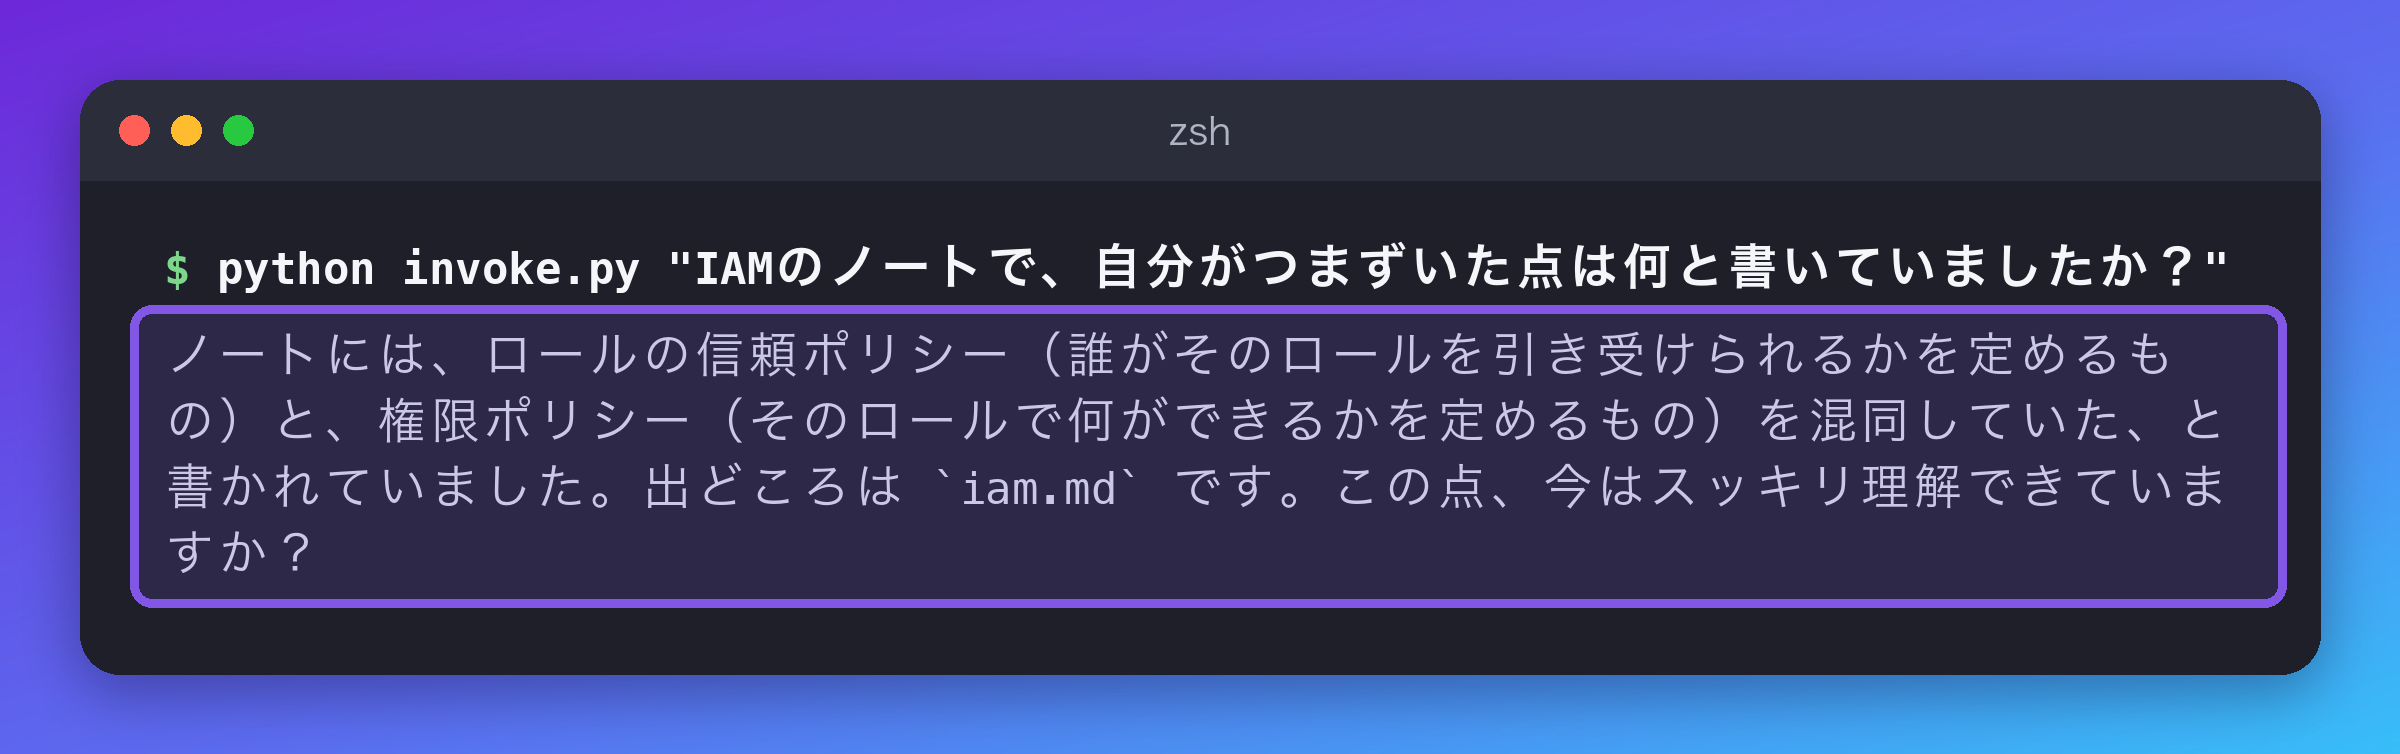 zsh
$ python invoke.py "IAMのノートで、自分がつまずいた点は何と書いていましたか？"
ノートには、ロールの信頼ポリシー（誰がそのロールを引き受けられるかを定めるも
の）と、権限ポリシー（そのロールで何ができるかを定めるもの）を混同していた、と
書かれていました。出どころは `iam.md` です。この点、今はスッキリ理解できていま
すか？